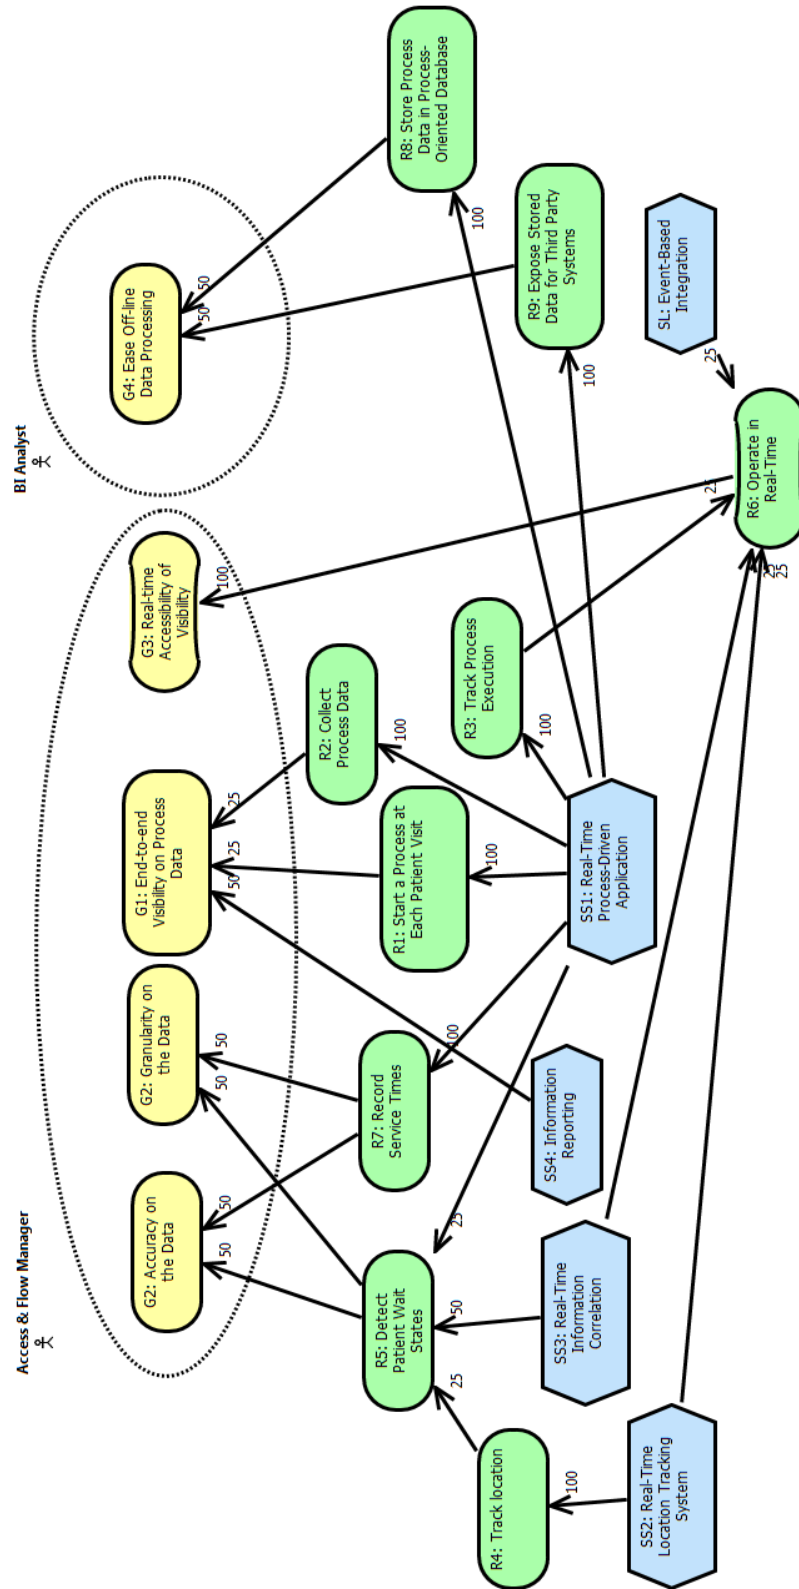 Access & Flow Manager
BI Analyst
G2: Accuracy on
the Data
G2: Granularity on
the Data
G1: End-to-end
Visibility on Process
Data
G3: Real-time
Accessibility of
Visibility
G4: Ease Off-line
Data Processing
50
50
50
50
50
25
25
100
50
50
R5: Detect
Patient Wait
States
R7: Record
Service Times
R1: Start a Process at
Each Patient Visit
R2: Collect
Process Data
R8: Store Process
Data in Process-
Oriented Database
25
50
25
100
100
100
100
R4: Track location
R3: Track Process
Execution
R9: Expose Stored
Data for Third Party
Systems
100
100
100
SS3: Real-Time
Information
Correlation
SS4: Information
Reporting
SS1: Real-Time
Process-Driven
Application
SS2: Real-Time
Location Tracking
System
SL: Event-Based
Integration
25
25
25
25
R6: Operate in
Real-Time